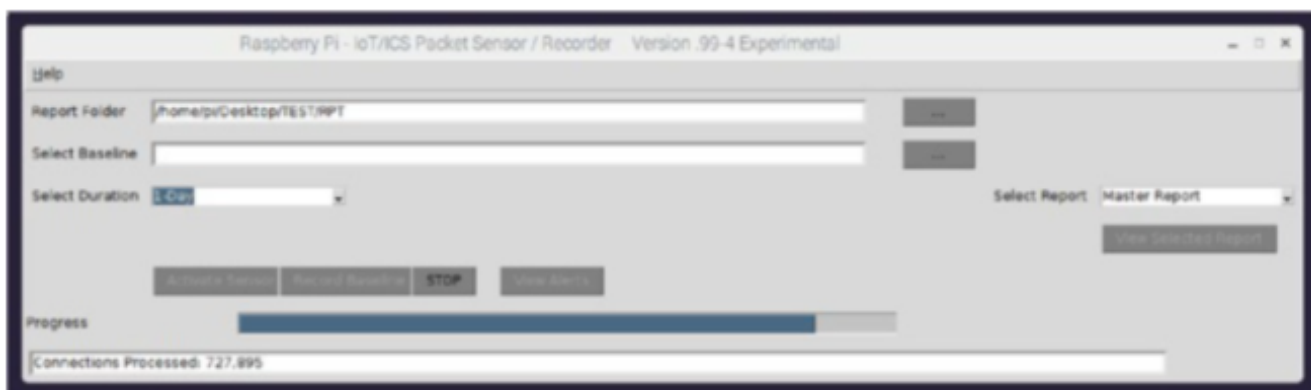 Raspberry Pi - IoT/ICS Packet Sensor / Recorder Version .99-4 Experimental
Help
Report Folder /home/pi/Desktop/TEST/RPT ...
Select Baseline ...
Select Duration 1-Day Select Report Master Report
View Selected Report
Activate Sensor Record Baseline STOP View Alerts
Progress
Connections Processed: 727,895